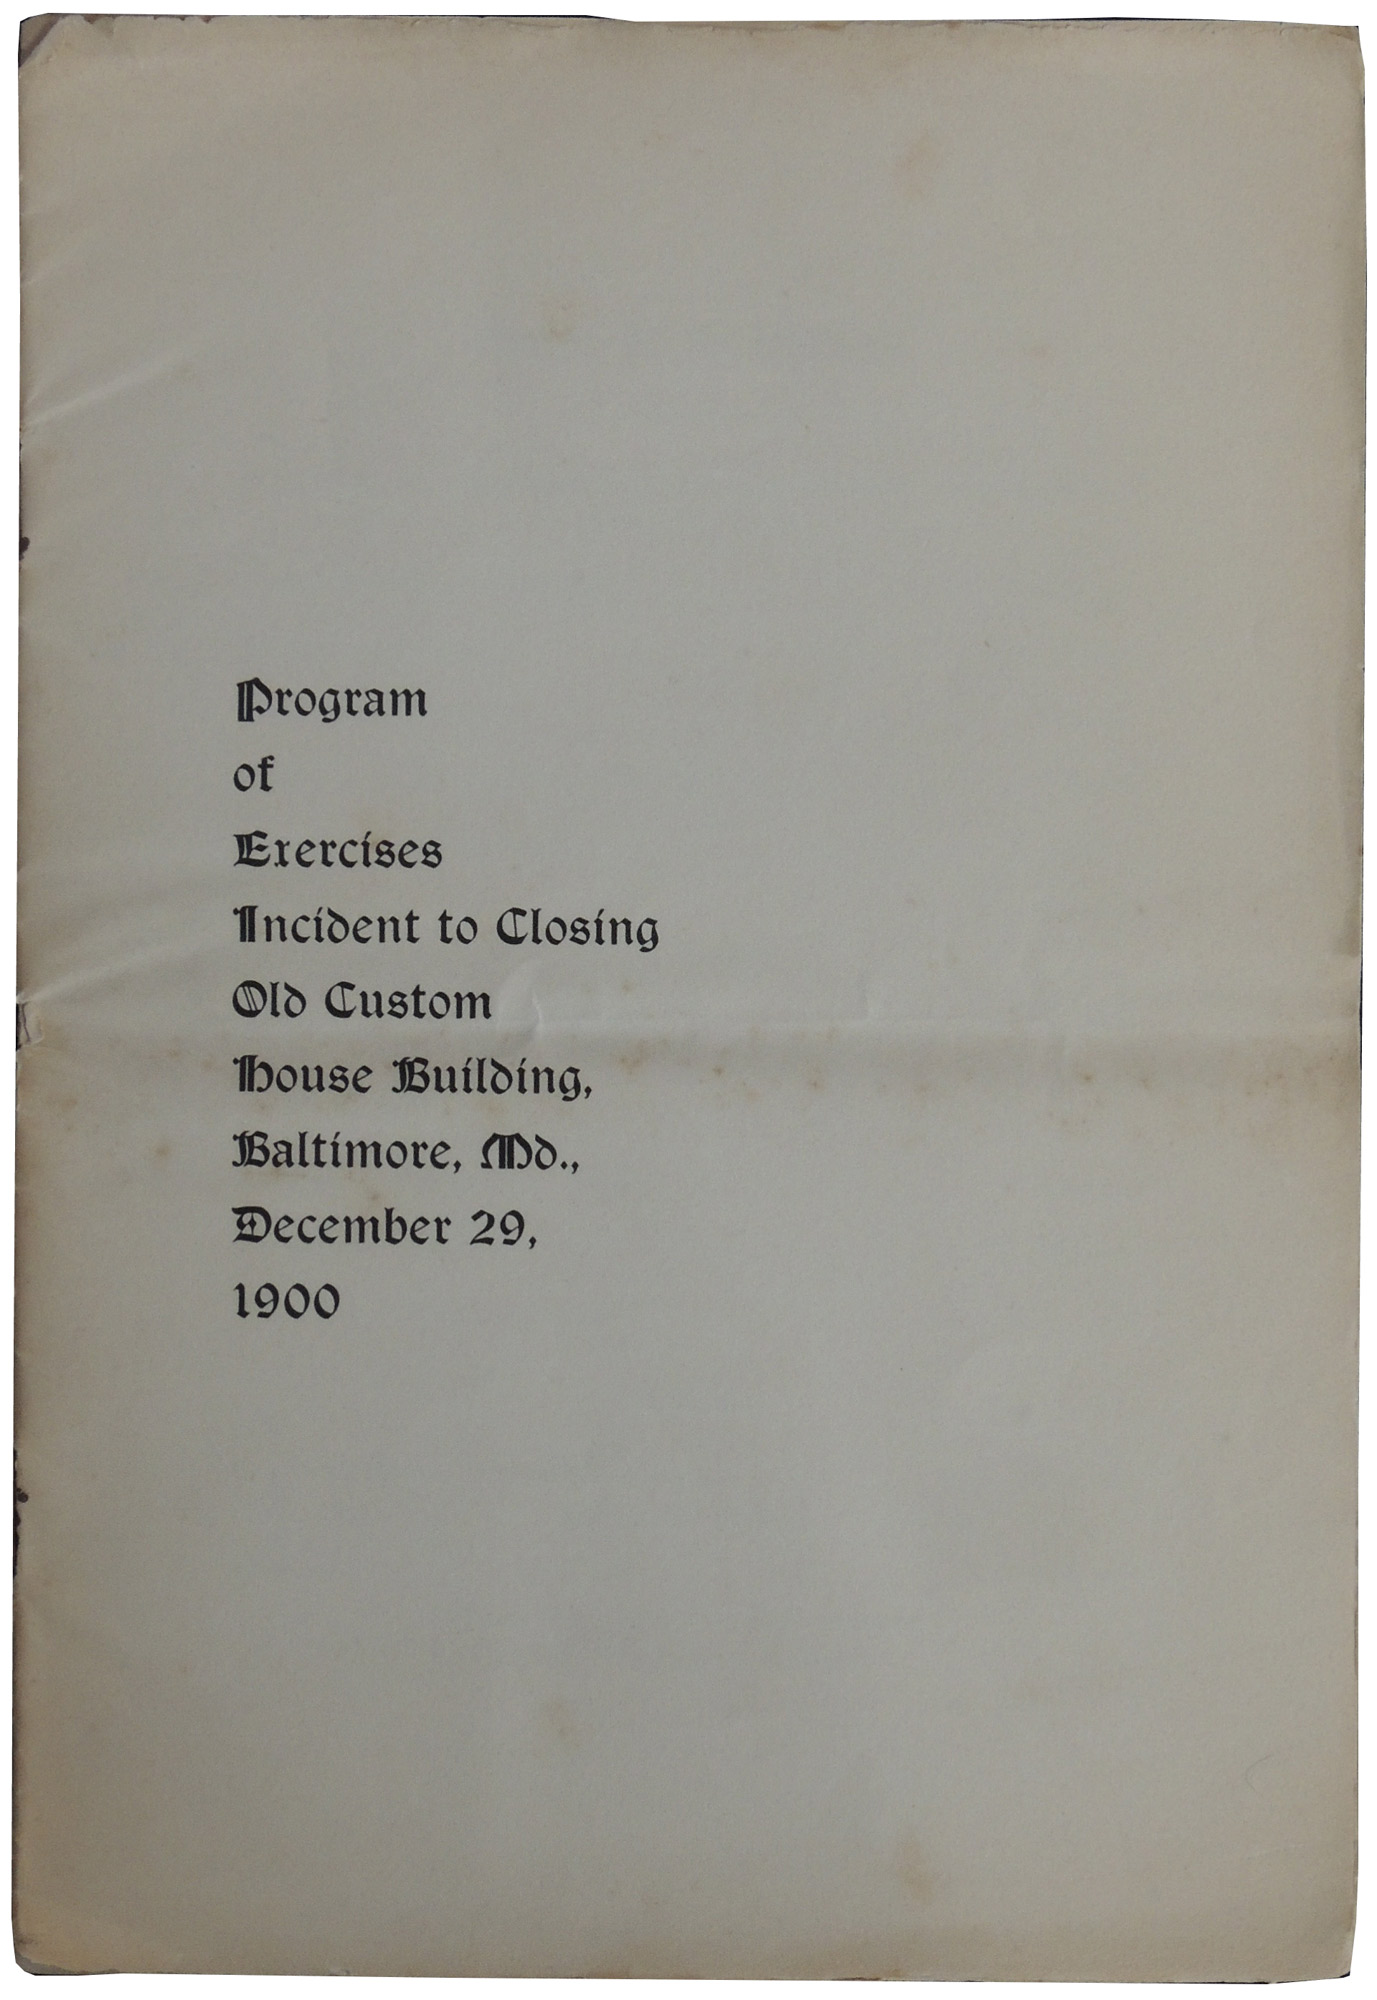 Program
of
Exercises
Incident to Closing
Old Custom
House Building,
Baltimore, Md.,
December 29,
1900